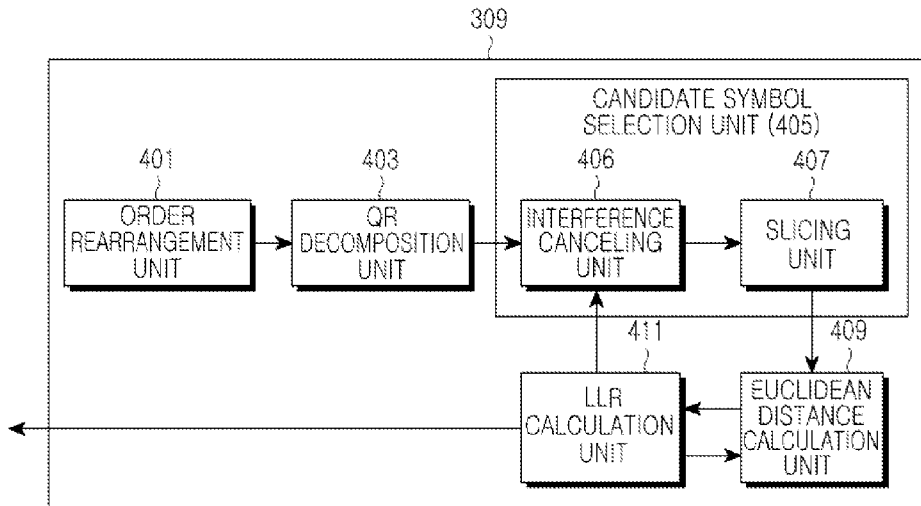 309
CANDIDATE SYMBOL
SELECTION UNIT (405)
401
403
406
407
ORDER
REARRANGEMENT
UNIT
QR
DECOMPOSITION
UNIT
INTERFERENCE
CANCELING
UNIT
SLICING
UNIT
411
409
LLR
CALCULATION
UNIT
EUCLIDEAN
DISTANCE
CALCULATION
UNIT